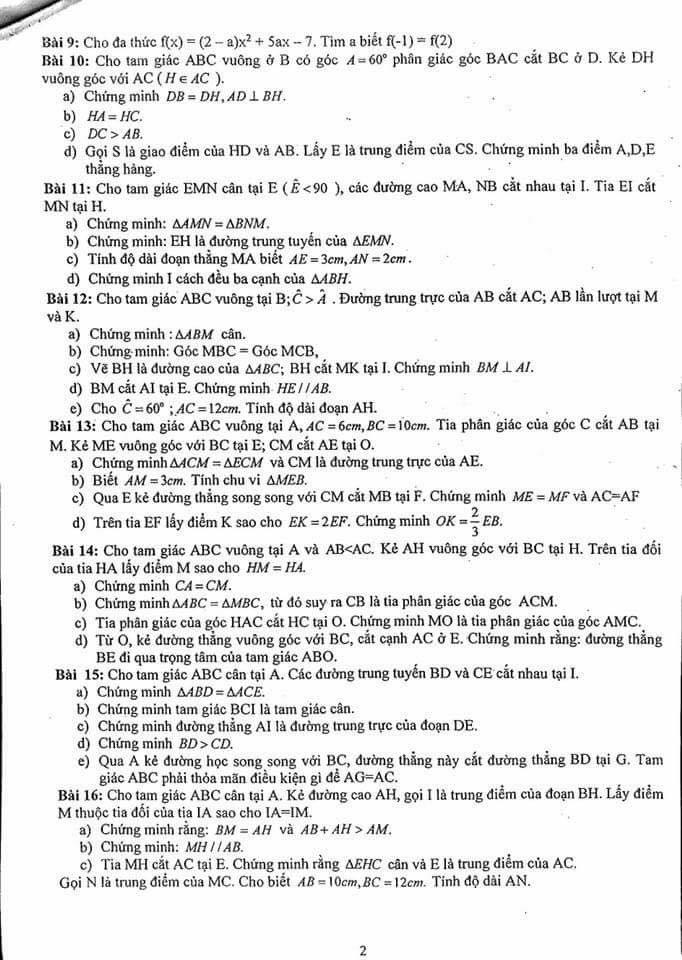 Bài 9: Cho đa thức f(x) = (2 – a)x² + 5ax – 7. Tìm a biết f(-1) = f(2)
Bài 10: Cho tam giác ABC vuông ở B có góc A = 60° phân giác góc BAC cắt BC ở D. Kẻ DH
vuông góc với AC ( H ∈ AC ).
a) Chứng minh DB = DH, AD ⊥ BH.
b) HA = HC.
c) DC > AB.
d) Gọi S là giao điểm của HD và AB. Lấy E là trung điểm của CS. Chứng minh ba điểm A,D,E
thẳng hàng.
Bài 11: Cho tam giác EMN cân tại E ( Ê < 90 ), các đường cao MA, NB cắt nhau tại I. Tia EI cắt
MN tại H.
a) Chứng minh: ΔAMN = ΔBNM.
b) Chứng minh: EH là đường trung tuyến của ΔEMN.
c) Tính độ dài đoạn thẳng MA biết AE = 3cm, AN = 2cm.
d) Chứng minh I cách đều ba cạnh của ΔABH.
Bài 12: Cho tam giác ABC vuông tại B; Ĉ > Â . Đường trung trực của AB cắt AC; AB lần lượt tại M
và K.
a) Chứng minh : ΔABM cân.
b) Chứng minh: Góc MBC = Góc MCB,
c) Vẽ BH là đường cao của ΔABC; BH cắt MK tại I. Chứng minh BM ⊥ AI.
d) BM cắt AI tại E. Chứng minh HE // AB.
e) Cho Ĉ = 60° ; AC = 12cm. Tính độ dài đoạn AH.
Bài 13: Cho tam giác ABC vuông tại A, AC = 6cm, BC = 10cm. Tia phân giác của góc C cắt AB tại
M. Kẻ ME vuông góc với BC tại E; CM cắt AE tại O.
a) Chứng minh ΔACM = ΔECM và CM là đường trung trực của AE.
b) Biết AM = 3cm. Tính chu vi ΔMEB.
c) Qua E kẻ đường thẳng song song với CM cắt MB tại F. Chứng minh ME = MF và AC=AF
d) Trên tia EF lấy điểm K sao cho EK = 2EF. Chứng minh OK = 2/3 EB.
Bài 14: Cho tam giác ABC vuông tại A và AB<AC. Kẻ AH vuông góc với BC tại H. Trên tia đối
của tia HA lấy điểm M sao cho HM = HA.
a) Chứng minh CA = CM.
b) Chứng minh ΔABC = ΔMBC, từ đó suy ra CB là tia phân giác của góc ACM.
c) Tia phân giác của góc HAC cắt HC tại O. Chứng minh MO là tia phân giác của góc AMC.
d) Từ O, kẻ đường thẳng vuông góc với BC, cắt cạnh AC ở E. Chứng minh rằng: đường thẳng
BE đi qua trọng tâm của tam giác ABO.
Bài 15: Cho tam giác ABC cân tại A. Các đường trung tuyến BD và CE cắt nhau tại I.
a) Chứng minh ΔABD = ΔACE.
b) Chứng minh tam giác BCI là tam giác cân.
c) Chứng minh đường thẳng AI là đường trung trực của đoạn DE.
d) Chứng minh BD > CD.
e) Qua A kẻ đường học song song với BC, đường thẳng này cắt đường thẳng BD tại G. Tam
giác ABC phải thỏa mãn điều kiện gì để AG=AC.
Bài 16: Cho tam giác ABC cân tại A. Kẻ đường cao AH, gọi I là trung điểm của đoạn BH. Lấy điểm
M thuộc tia đối của tia IA sao cho IA=IM.
a) Chứng minh rằng: BM = AH và AB + AH > AM.
b) Chứng minh: MH // AB.
c) Tia MH cắt AC tại E. Chứng minh rằng ΔEHC cân và E là trung điểm của AC.
Gọi N là trung điểm của MC. Cho biết AB = 10cm, BC = 12cm. Tính độ dài AN.
2